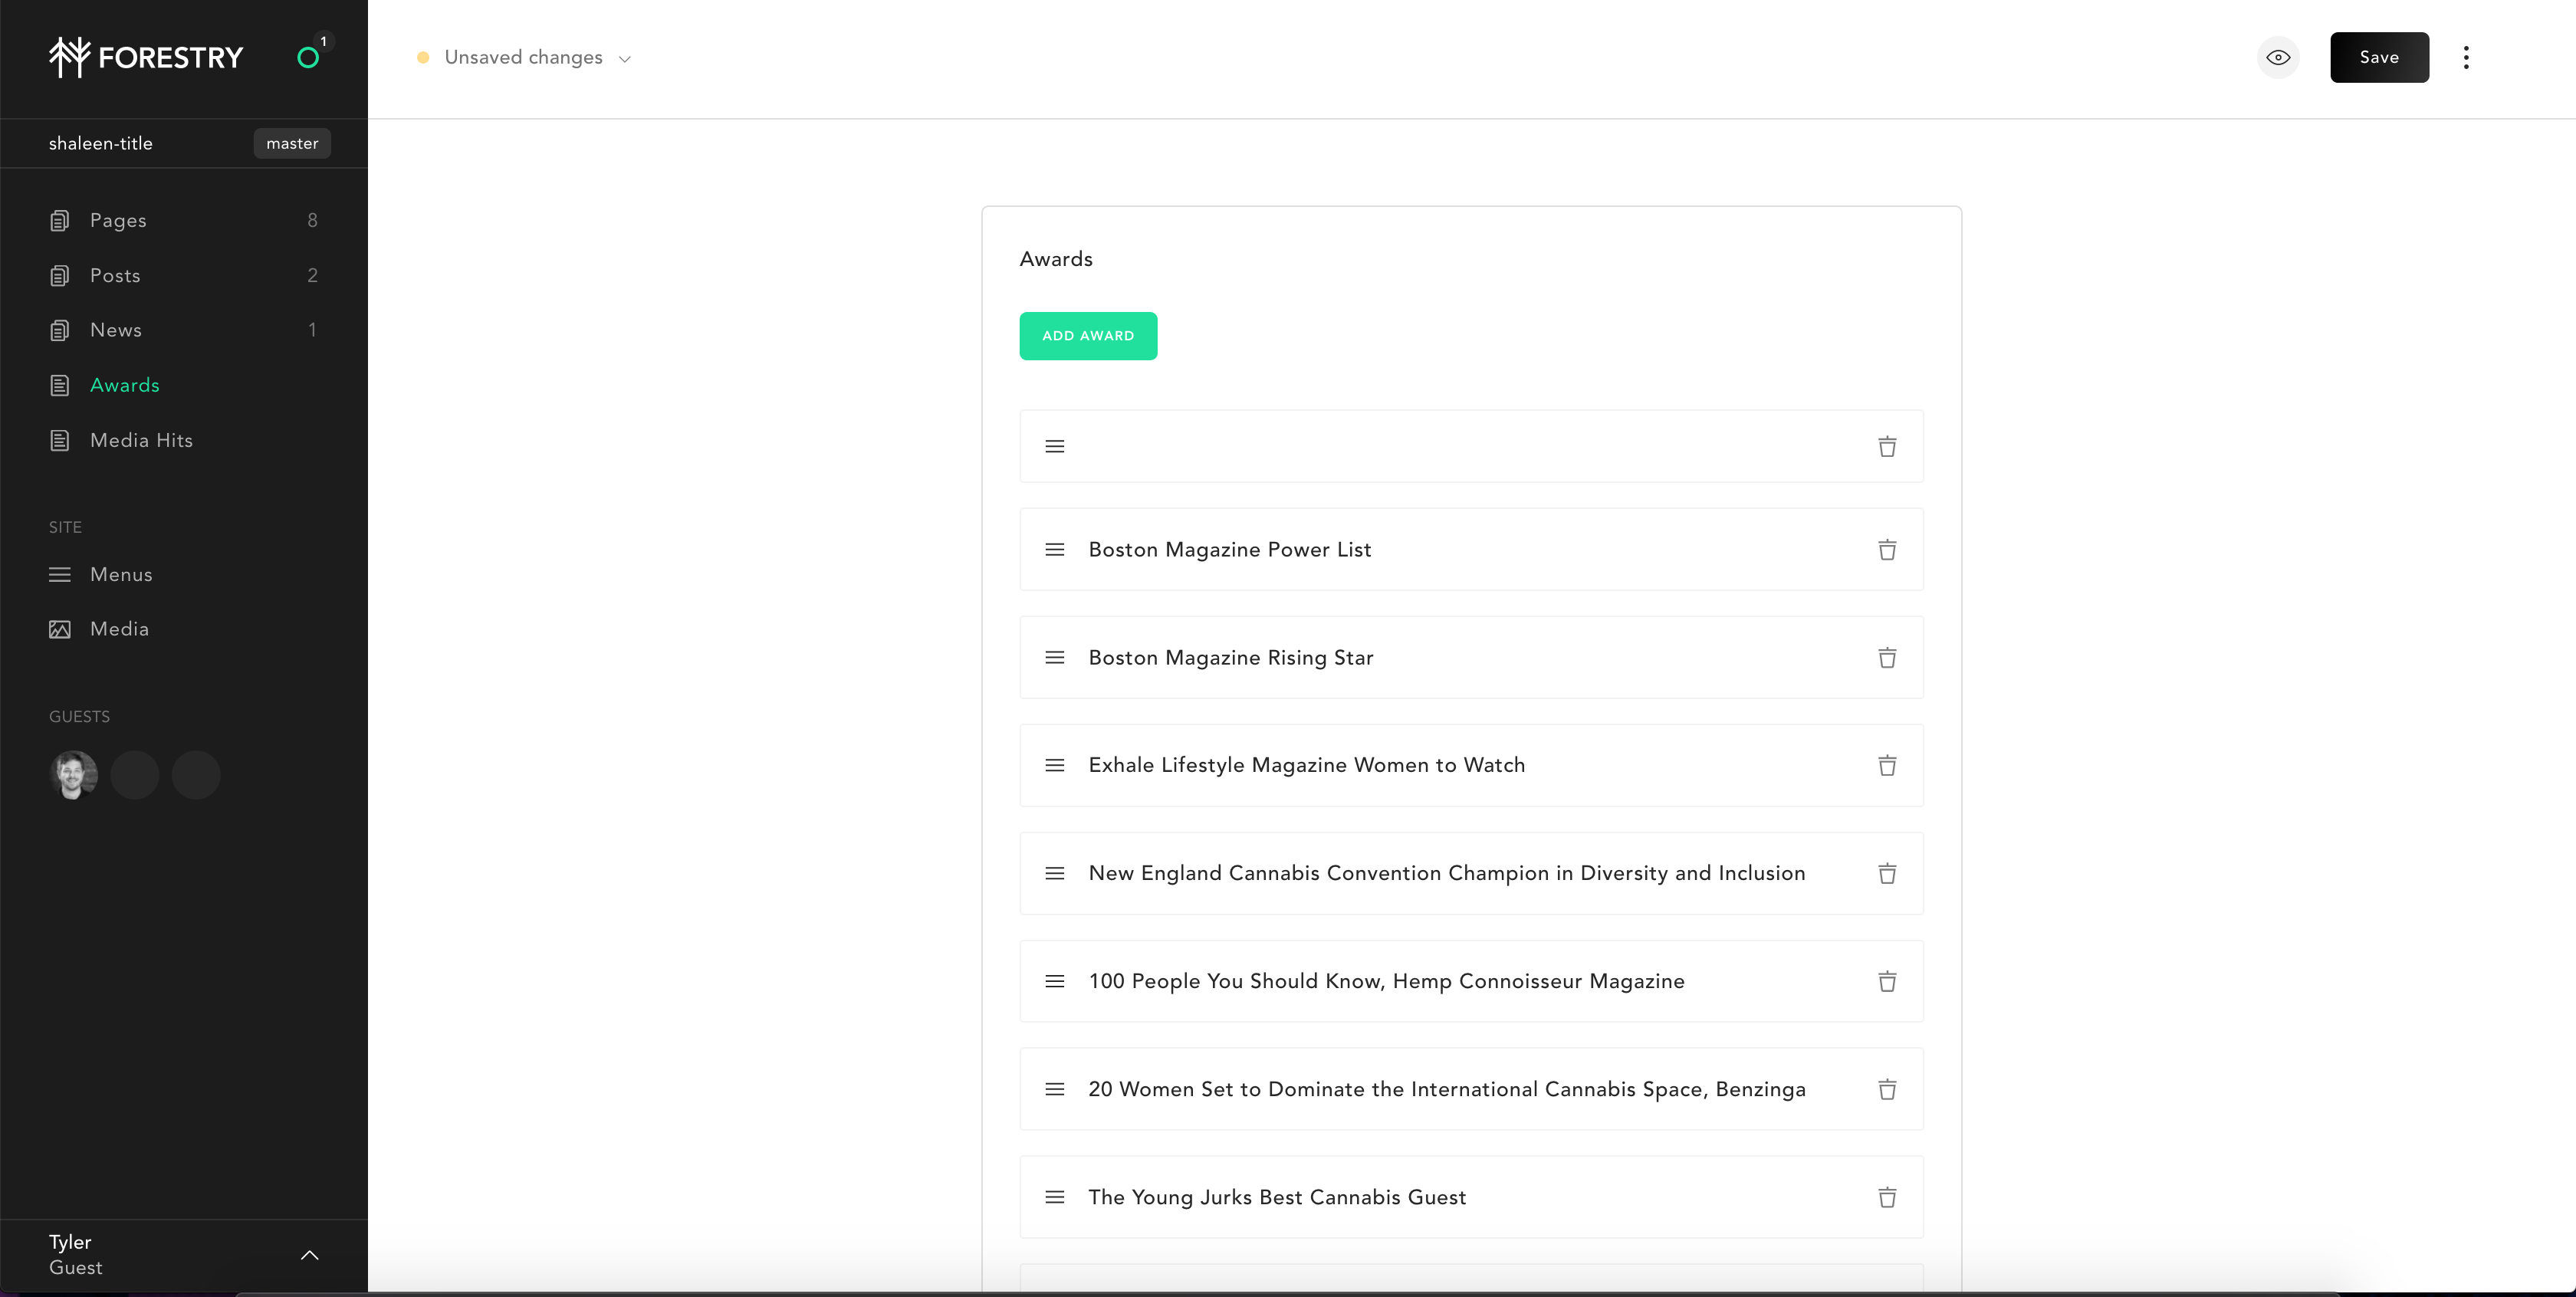 FORESTRY
1
shaleen-title
master
Pages 8
Posts 2
News 1
Awards
Media Hits
SITE
Menus
Media
GUESTS
Tyler
Guest
Unsaved changes
Save
Awards
ADD AWARD
Boston Magazine Power List
Boston Magazine Rising Star
Exhale Lifestyle Magazine Women to Watch
New England Cannabis Convention Champion in Diversity and Inclusion
100 People You Should Know, Hemp Connoisseur Magazine
20 Women Set to Dominate the International Cannabis Space, Benzinga
The Young Jurks Best Cannabis Guest